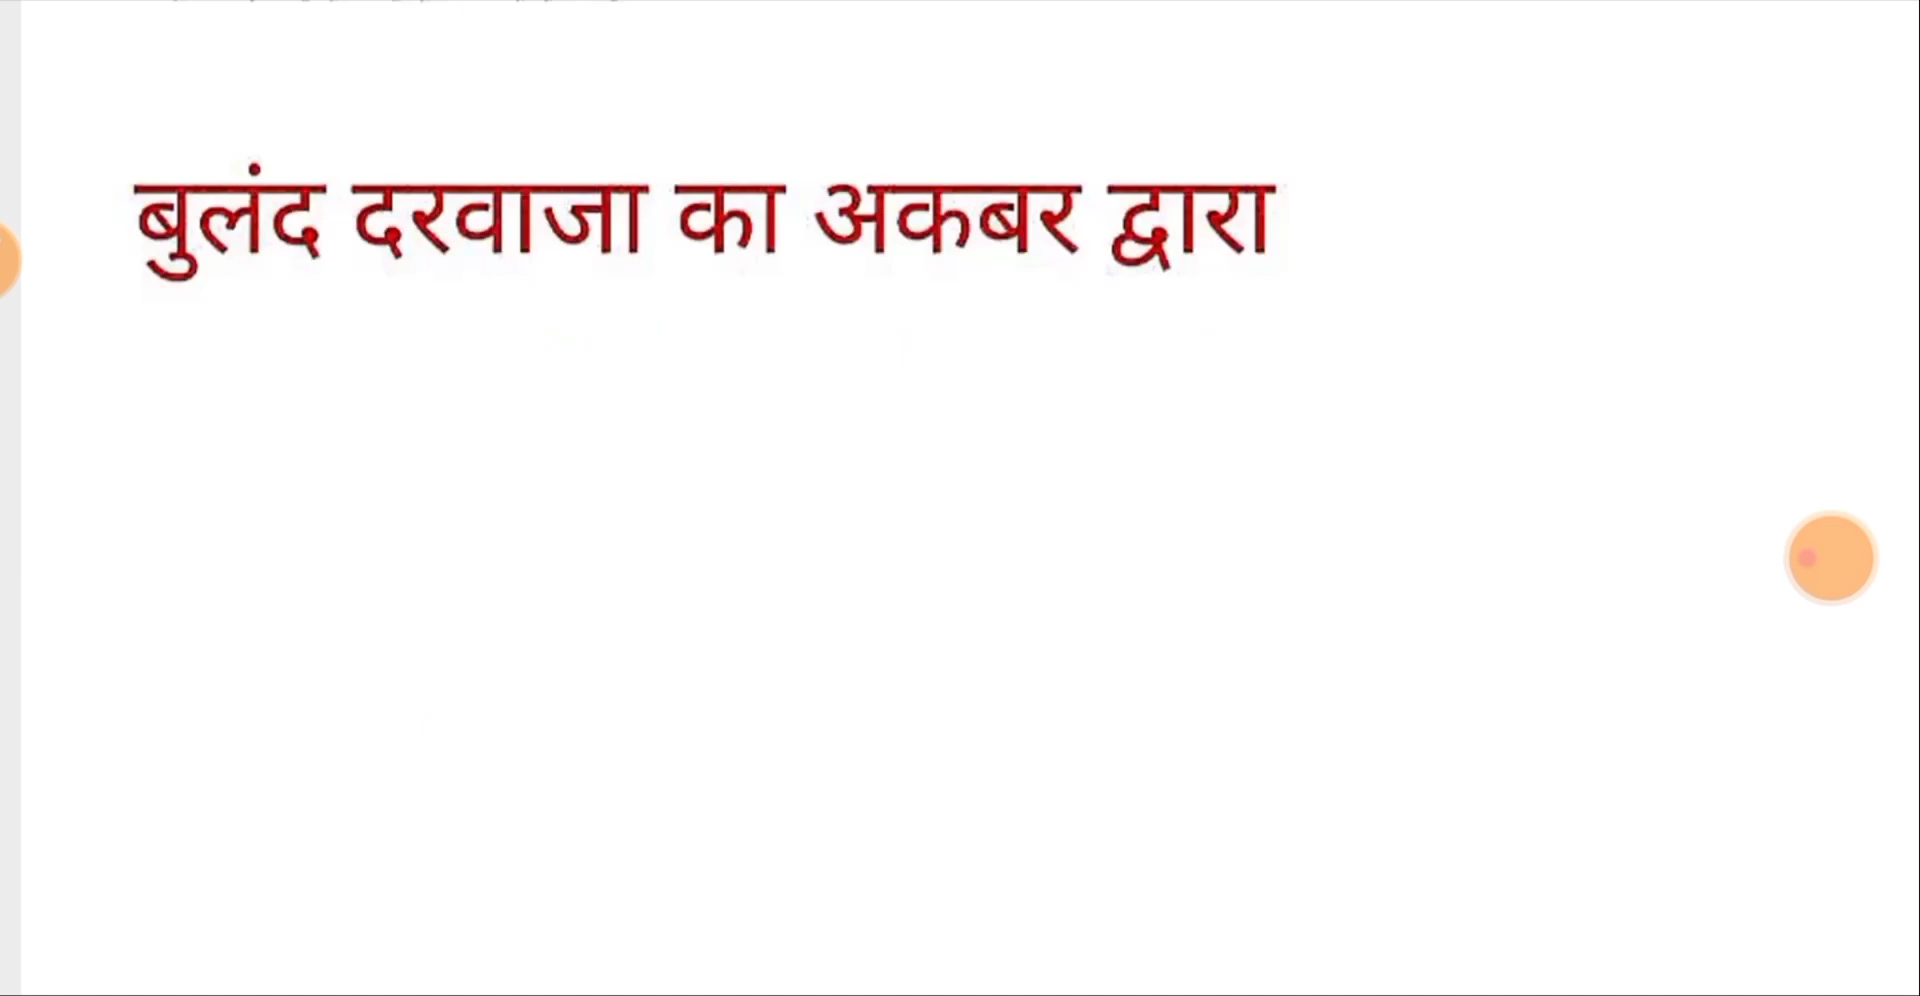 बुलंद दरवाजा का अकबर द्वारा